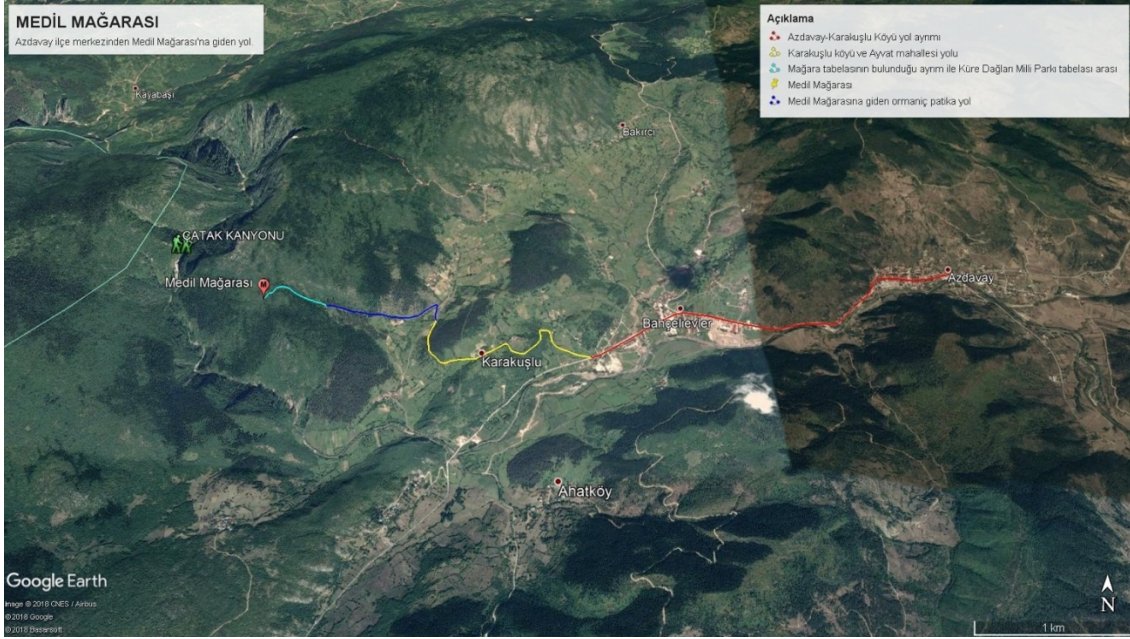 MEDİL MAĞARASI
Azdavay ilçe merkezinden Medil Mağarası'na giden yol.
Açıklama
Azdavay-Karakuşlu Köyü yol ayrımı
Karakuşlu köyü ve Ayvat mahallesi yolu
Mağara tabelasının bulunduğu ayrım ile Küre Dağları Milli Parkı tabelası arası
Medil Mağarası
Medil Mağarasına giden ormaniç patika yol
Kayabaşı
Bakırcı
ÇATAK KANYONU
Medil Mağarası
M
Azdavay
Bahçelievler
Karakuşlu
Ahatköy
Google Earth
Image © 2018 CNES / Airbus
© 2018 Google
© 2018 Basarsoft
N
1 km